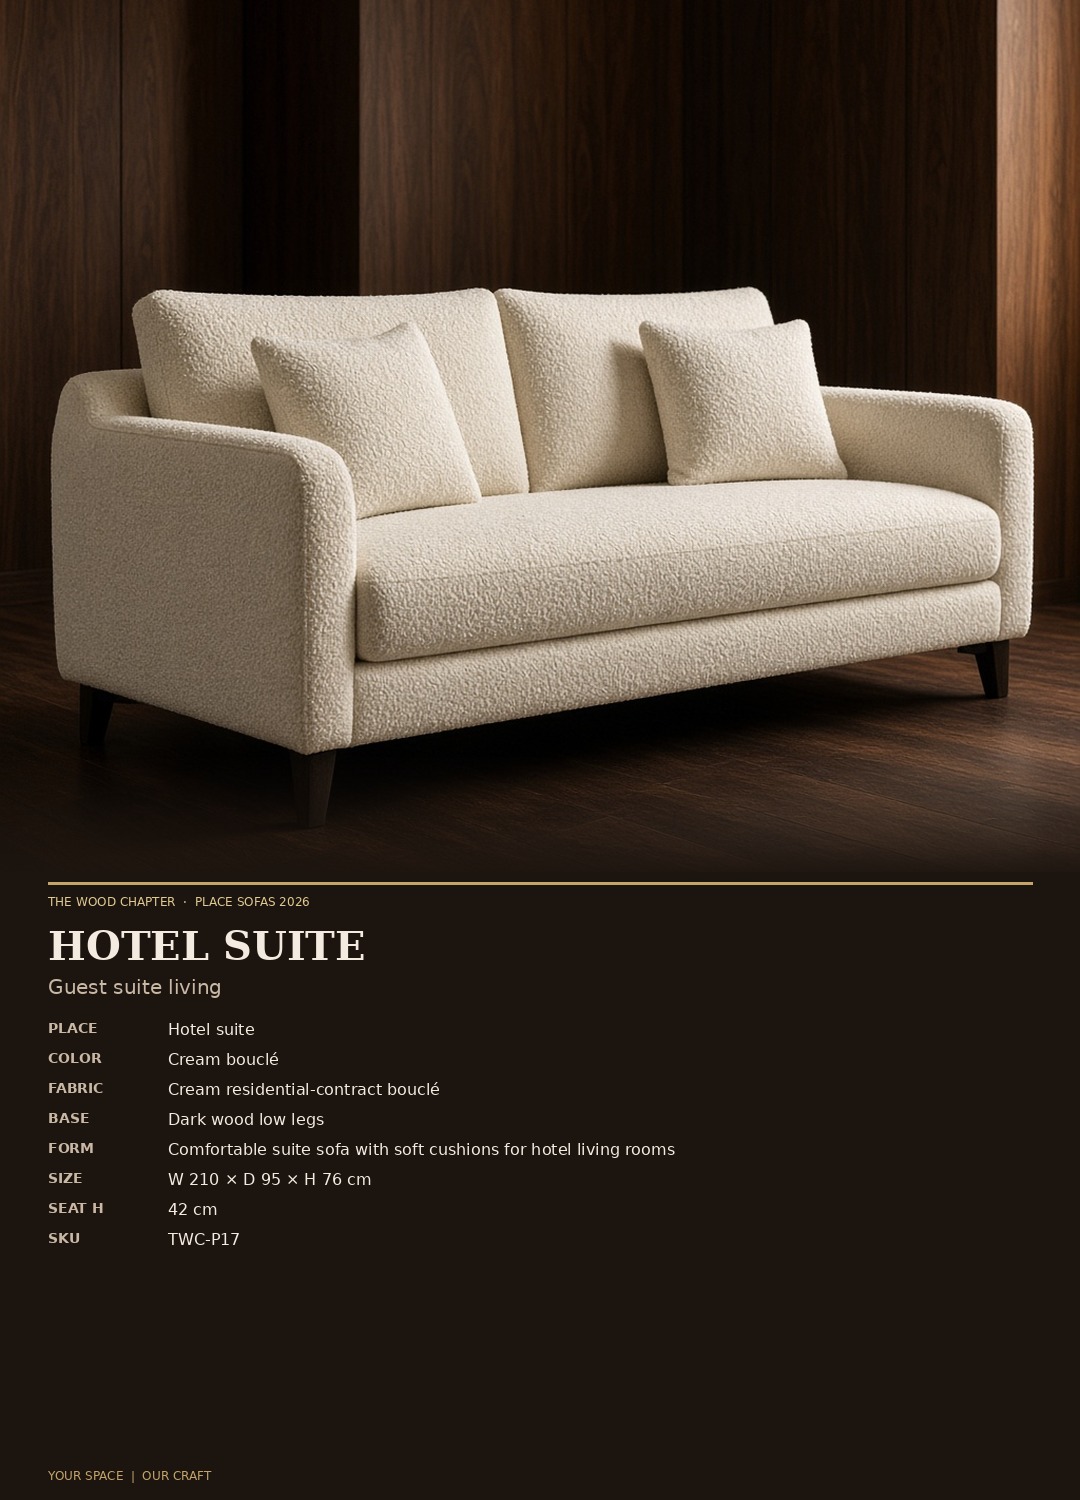 THE WOOD CHAPTER · PLACE SOFAS 2026
HOTEL SUITE
Guest suite living
PLACE Hotel suite
COLOR Cream bouclé
FABRIC Cream residential-contract bouclé
BASE Dark wood low legs
FORM Comfortable suite sofa with soft cushions for hotel living rooms
SIZE W 210 × D 95 × H 76 cm
SEAT H 42 cm
SKU TWC-P17
YOUR SPACE | OUR CRAFT